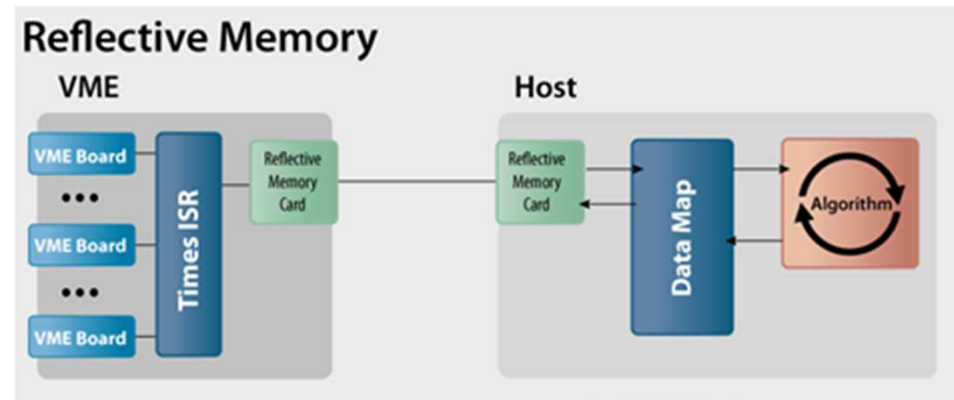 Reflective Memory
VME
Host
VME Board
VME Board
VME Board
Times ISR
Reflective
Memory
Card
Reflective
Memory
Card
Data Map
Algorithm